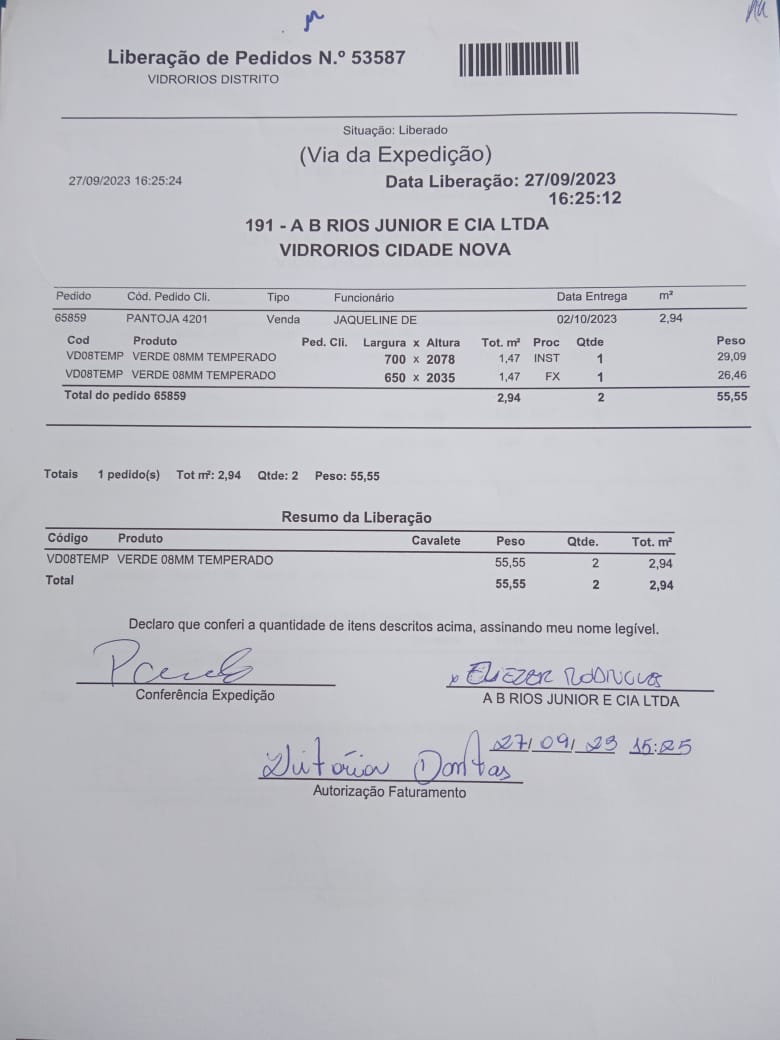 Liberação de Pedidos N.º 53587
VIDRORIOS DISTRITO
Situação: Liberado
(Via da Expedição)
27/09/2023 16:25:24 Data Liberação: 27/09/2023
16:25:12
191 - A B RIOS JUNIOR E CIA LTDA
VIDRORIOS CIDADE NOVA
Pedido Cód. Pedido Cli. Tipo Funcionário Data Entrega m²
65859 PANTOJA 4201 Venda JAQUELINE DE 02/10/2023 2,94
Cod Produto Ped. Cli. Largura x Altura Tot. m² Proc Qtde Peso
VD08TEMP VERDE 08MM TEMPERADO 700 x 2078 1,47 INST 1 29,09
VD08TEMP VERDE 08MM TEMPERADO 650 x 2035 1,47 FX 1 26,46
Total do pedido 65859 2,94 2 55,55
Totais 1 pedido(s) Tot m²: 2,94 Qtde: 2 Peso: 55,55
Resumo da Liberação
Código Produto Cavalete Peso Qtde. Tot. m²
VD08TEMP VERDE 08MM TEMPERADO 55,55 2 2,94
Total 55,55 2 2,94
Declaro que conferi a quantidade de itens descritos acima, assinando meu nome legível.
x ELIEZER RODRIGUES
Conferência Expedição A B RIOS JUNIOR E CIA LTDA
27/09/23 15:25
Vitória Dantas
Autorização Faturamento